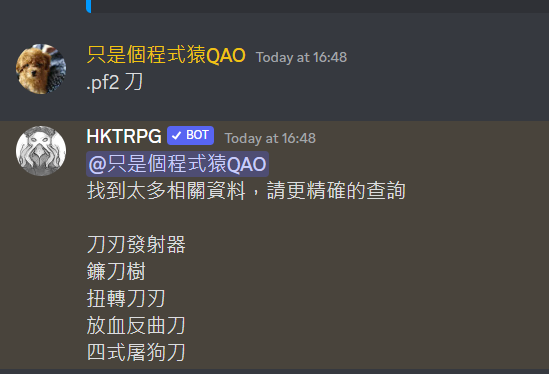 只是個程式猿QAO Today at 16:48
.pf2 刀
HKTRPG ✓ BOT Today at 16:48
@只是個程式猿QAO
找到太多相關資料，請更精確的查詢
刀刃發射器
鐮刀樹
扭轉刀刃
放血反曲刀
四式屠狗刀